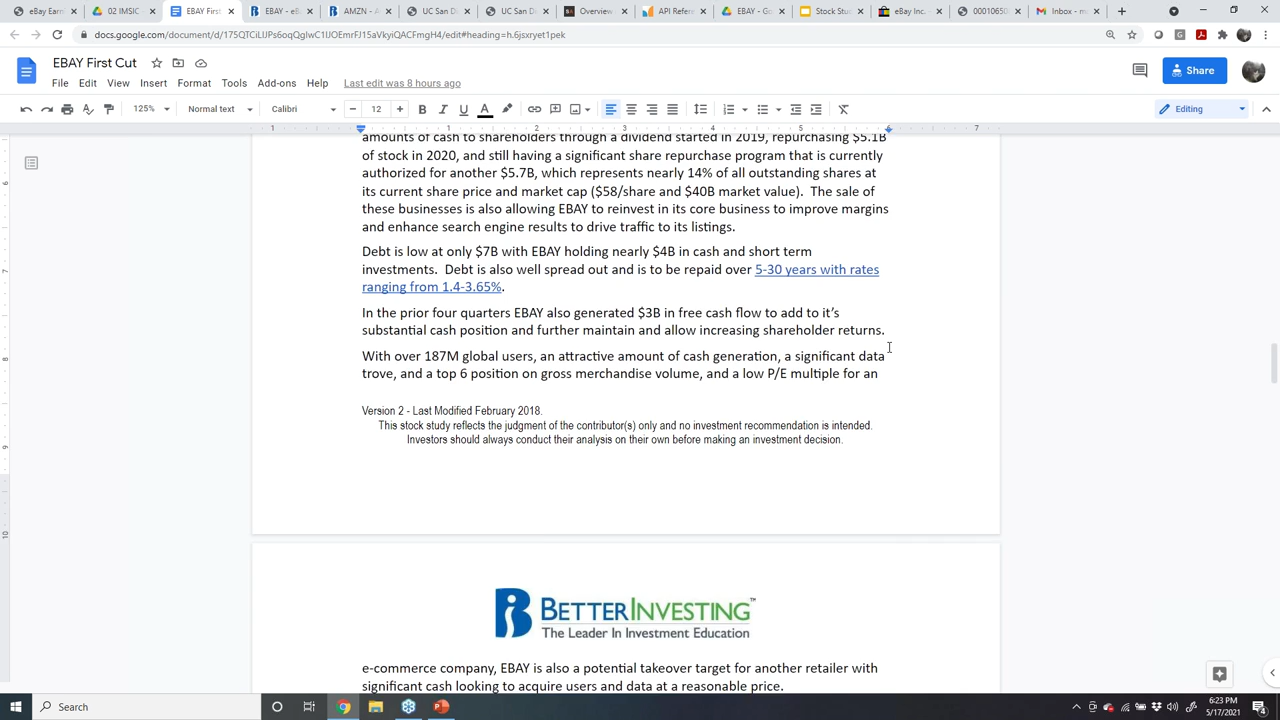 eBay Earn
02 IMSIC
EBAY First
EBAY - eB
AMZN - A
UC San D
UC San D
Overview
API Refer
EBAY - Go
Stock Stu
eBay Inc.
000106508
Inbox - m
docs.google.com/document/d/
/edit#heading=h.6jsxryet1pek
EBAY First Cut
Share
File Edit View Insert Format Tools Add-ons Help Last edit was 8 hours ago
125% Normal text Calibri 12 Editing
1 1 2 3 4 5 6 7
amounts of cash to shareholders through a dividend started in 2019, repurchasing $5.1B
of stock in 2020, and still having a significant share repurchase program that is currently
authorized for another $5.7B, which represents nearly 14% of all outstanding shares at
its current share price and market cap ($58/share and $40B market value). The sale of
these businesses is also allowing EBAY to reinvest in its core business to improve margins
and enhance search engine results to drive traffic to its listings.
Debt is low at only $7B with EBAY holding nearly $4B in cash and short term
investments. Debt is also well spread out and is to be repaid over 5-30 years with rates
ranging from 1.4-3.65%.
In the prior four quarters EBAY also generated $3B in free cash flow to add to it's
substantial cash position and further maintain and allow increasing shareholder returns.
With over 187M global users, an attractive amount of cash generation, a significant data
trove, and a top 6 position on gross merchandise volume, and a low P/E multiple for an
Version 2 - Last Modified February 2018.
This stock study reflects the judgment of the contributor(s) only and no investment recommendation is intended.
Investors should always conduct their analysis on their own before making an investment decision.
BETTERINVESTING™
The Leader In Investment Education
e-commerce company, EBAY is also a potential takeover target for another retailer with
significant cash looking to acquire users and data at a reasonable price.
Search
6:23 PM
5/17/2021